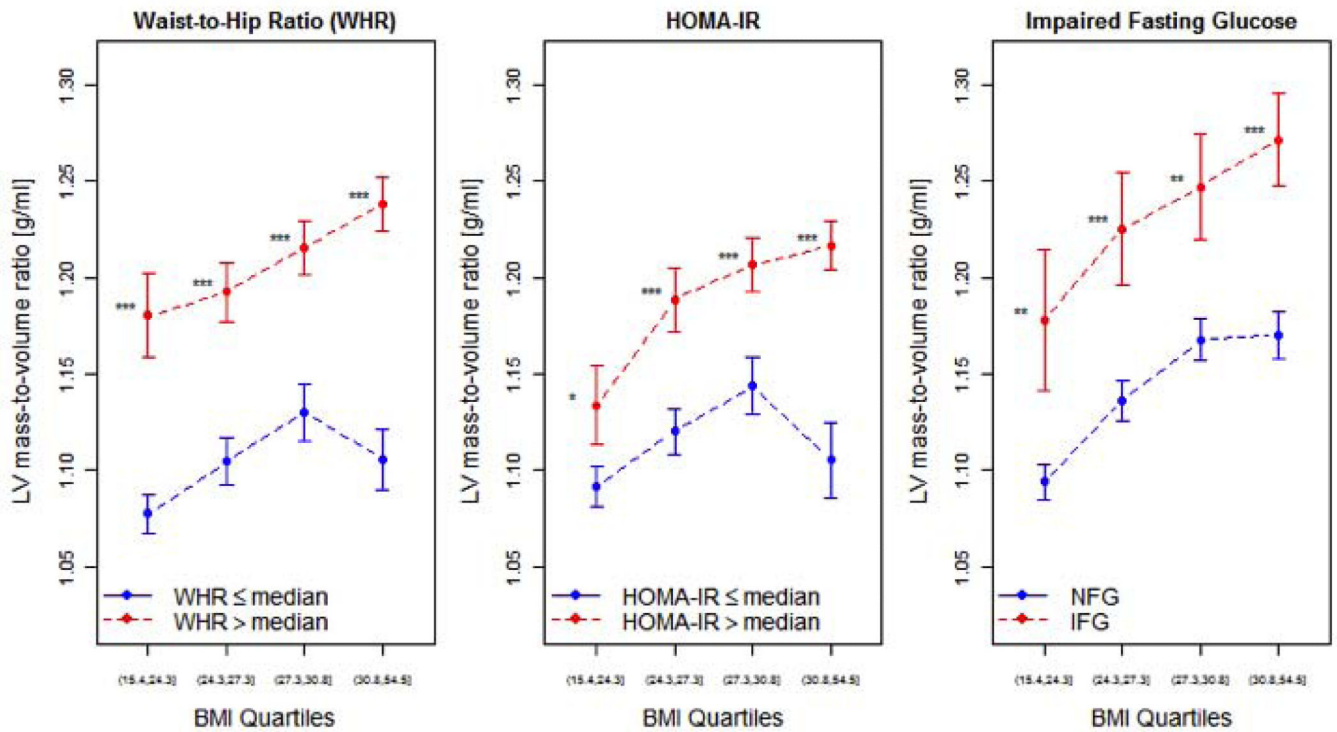 Waist-to-Hip Ratio (WHR)
LV mass-to-volume ratio [g/ml]
1.30
1.25
1.20
1.15
1.10
1.05
***
***
***
***
WHR ≤ median
WHR > median
(15.4,24.3]
(24.3,27.3]
(27.3,30.8]
(30.8,54.5]
BMI Quartiles
HOMA-IR
LV mass-to-volume ratio [g/ml]
1.30
1.25
1.20
1.15
1.10
1.05
*
***
***
***
HOMA-IR ≤ median
HOMA-IR > median
(15.4,24.3]
(24.3,27.3]
(27.3,30.8]
(30.8,54.5]
BMI Quartiles
Impaired Fasting Glucose
LV mass-to-volume ratio [g/ml]
1.30
1.25
1.20
1.15
1.10
1.05
**
***
**
***
NFG
IFG
(15.4,24.3]
(24.3,27.3]
(27.3,30.8]
(30.8,54.5]
BMI Quartiles